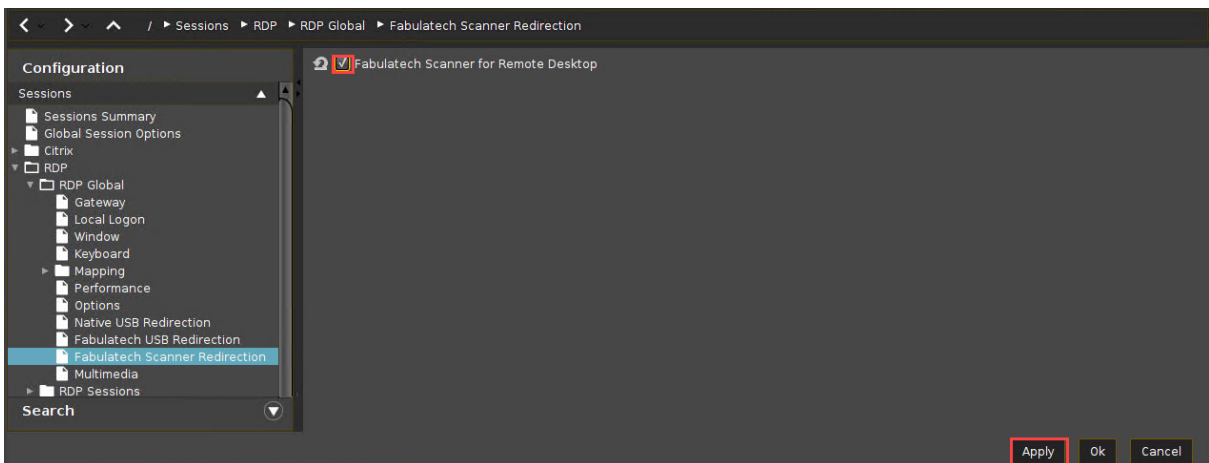 / Sessions RDP RDP Global Fabulatech Scanner Redirection
Configuration
Sessions
Sessions Summary
Global Session Options
Citrix
RDP
RDP Global
Gateway
Local Logon
Window
Keyboard
Mapping
Performance
Options
Native USB Redirection
Fabulatech USB Redirection
Fabulatech Scanner Redirection
Multimedia
RDP Sessions
Search
Fabulatech Scanner for Remote Desktop
Apply Ok Cancel